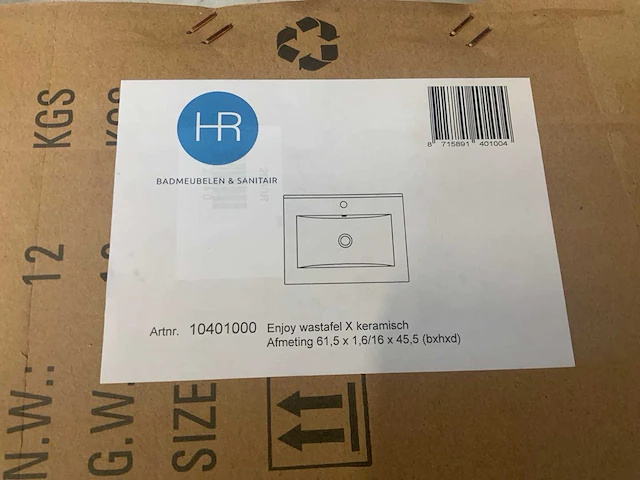 HR
BADMEUBELEN & SANITAIR
8 715891 401004
Artnr. 10401000 Enjoy wastafel X keramisch
Afmeting 61,5 x 1,6/16 x 45,5 (bxhxd)
N.W.: 12 KGS
G.W.
SIZE